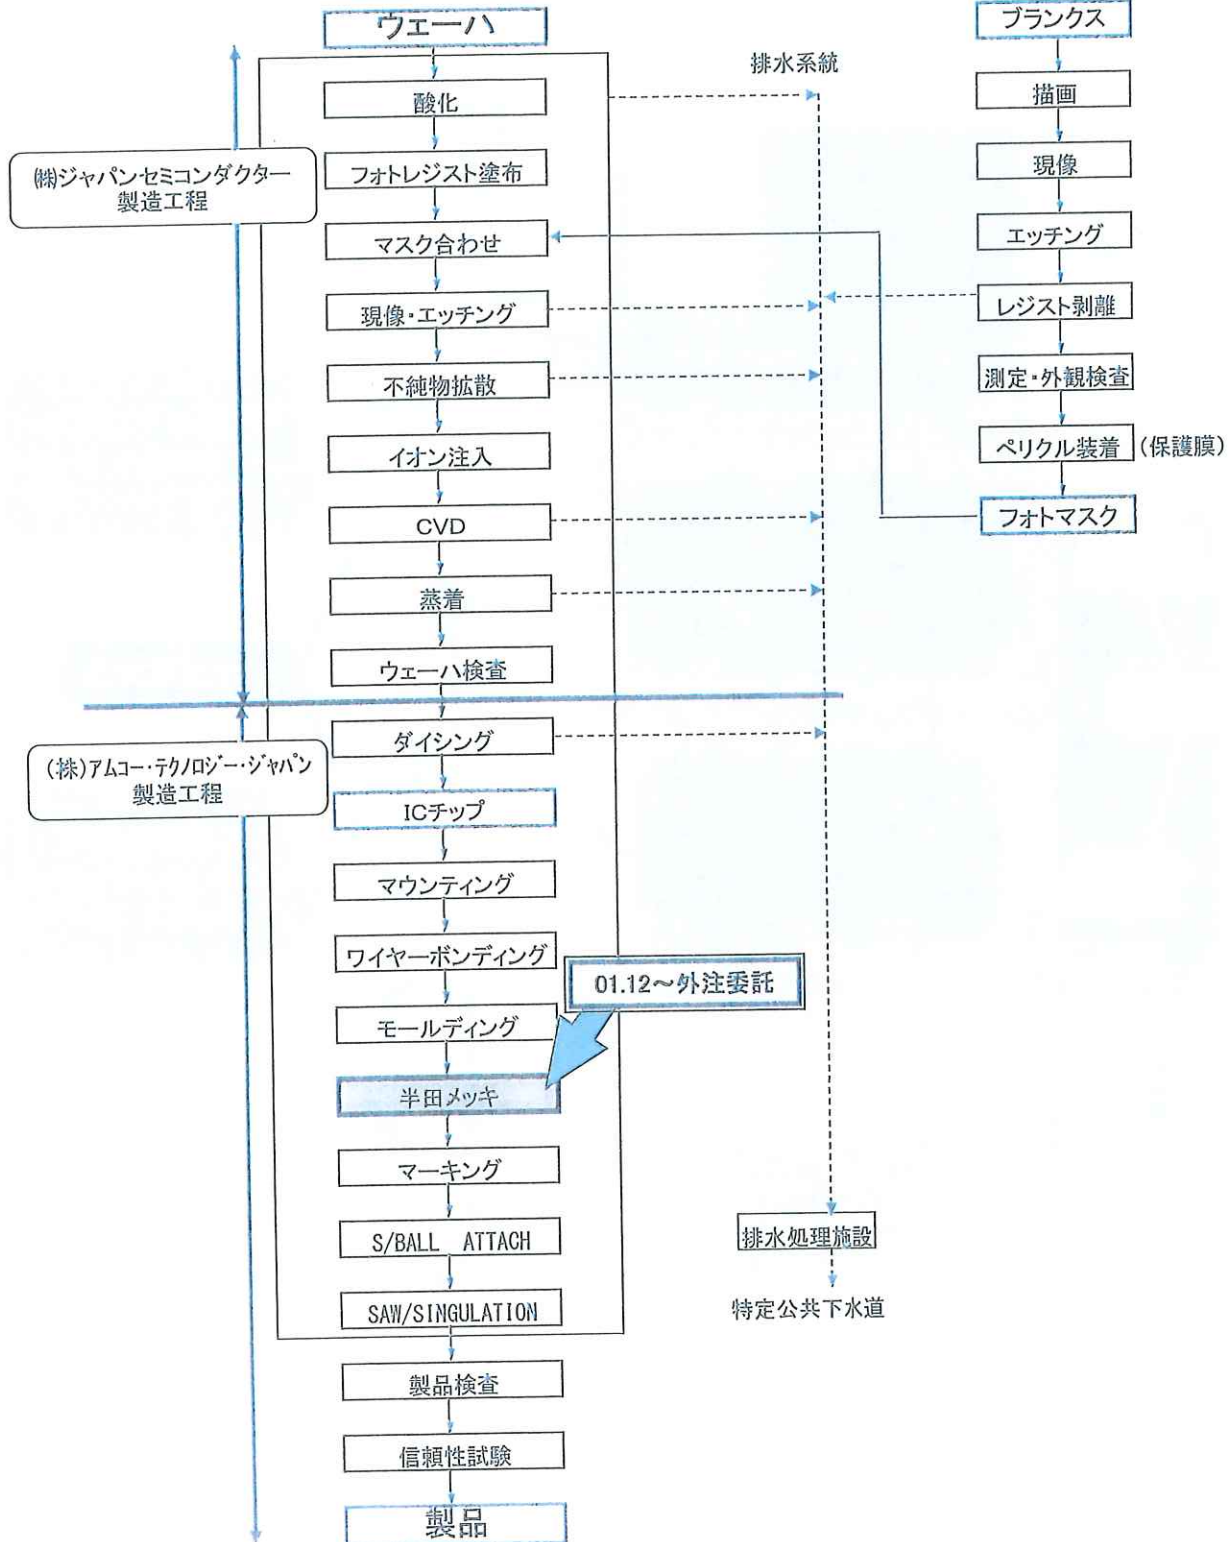 ウエーハ
酸化
フォトレジスト塗布
マスク合わせ
現像・エッチング
不純物拡散
イオン注入
CVD
蒸着
ウェーハ検査
ダイシング
ICチップ
マウンティング
ワイヤーボンディング
モールディング
半田メッキ
マーキング
S/BALL ATTACH
SAW/SINGULATION
製品検査
信頼性試験
製品
㈱ジャパンセミコンダクター
製造工程
(株)アムコー・テクノロジー・ジャパン
製造工程
01.12～外注委託
排水系統
排水処理施設
特定公共下水道
ブランクス
描画
現像
エッチング
レジスト剥離
測定・外観検査
ペリクル装着 (保護膜)
フォトマスク